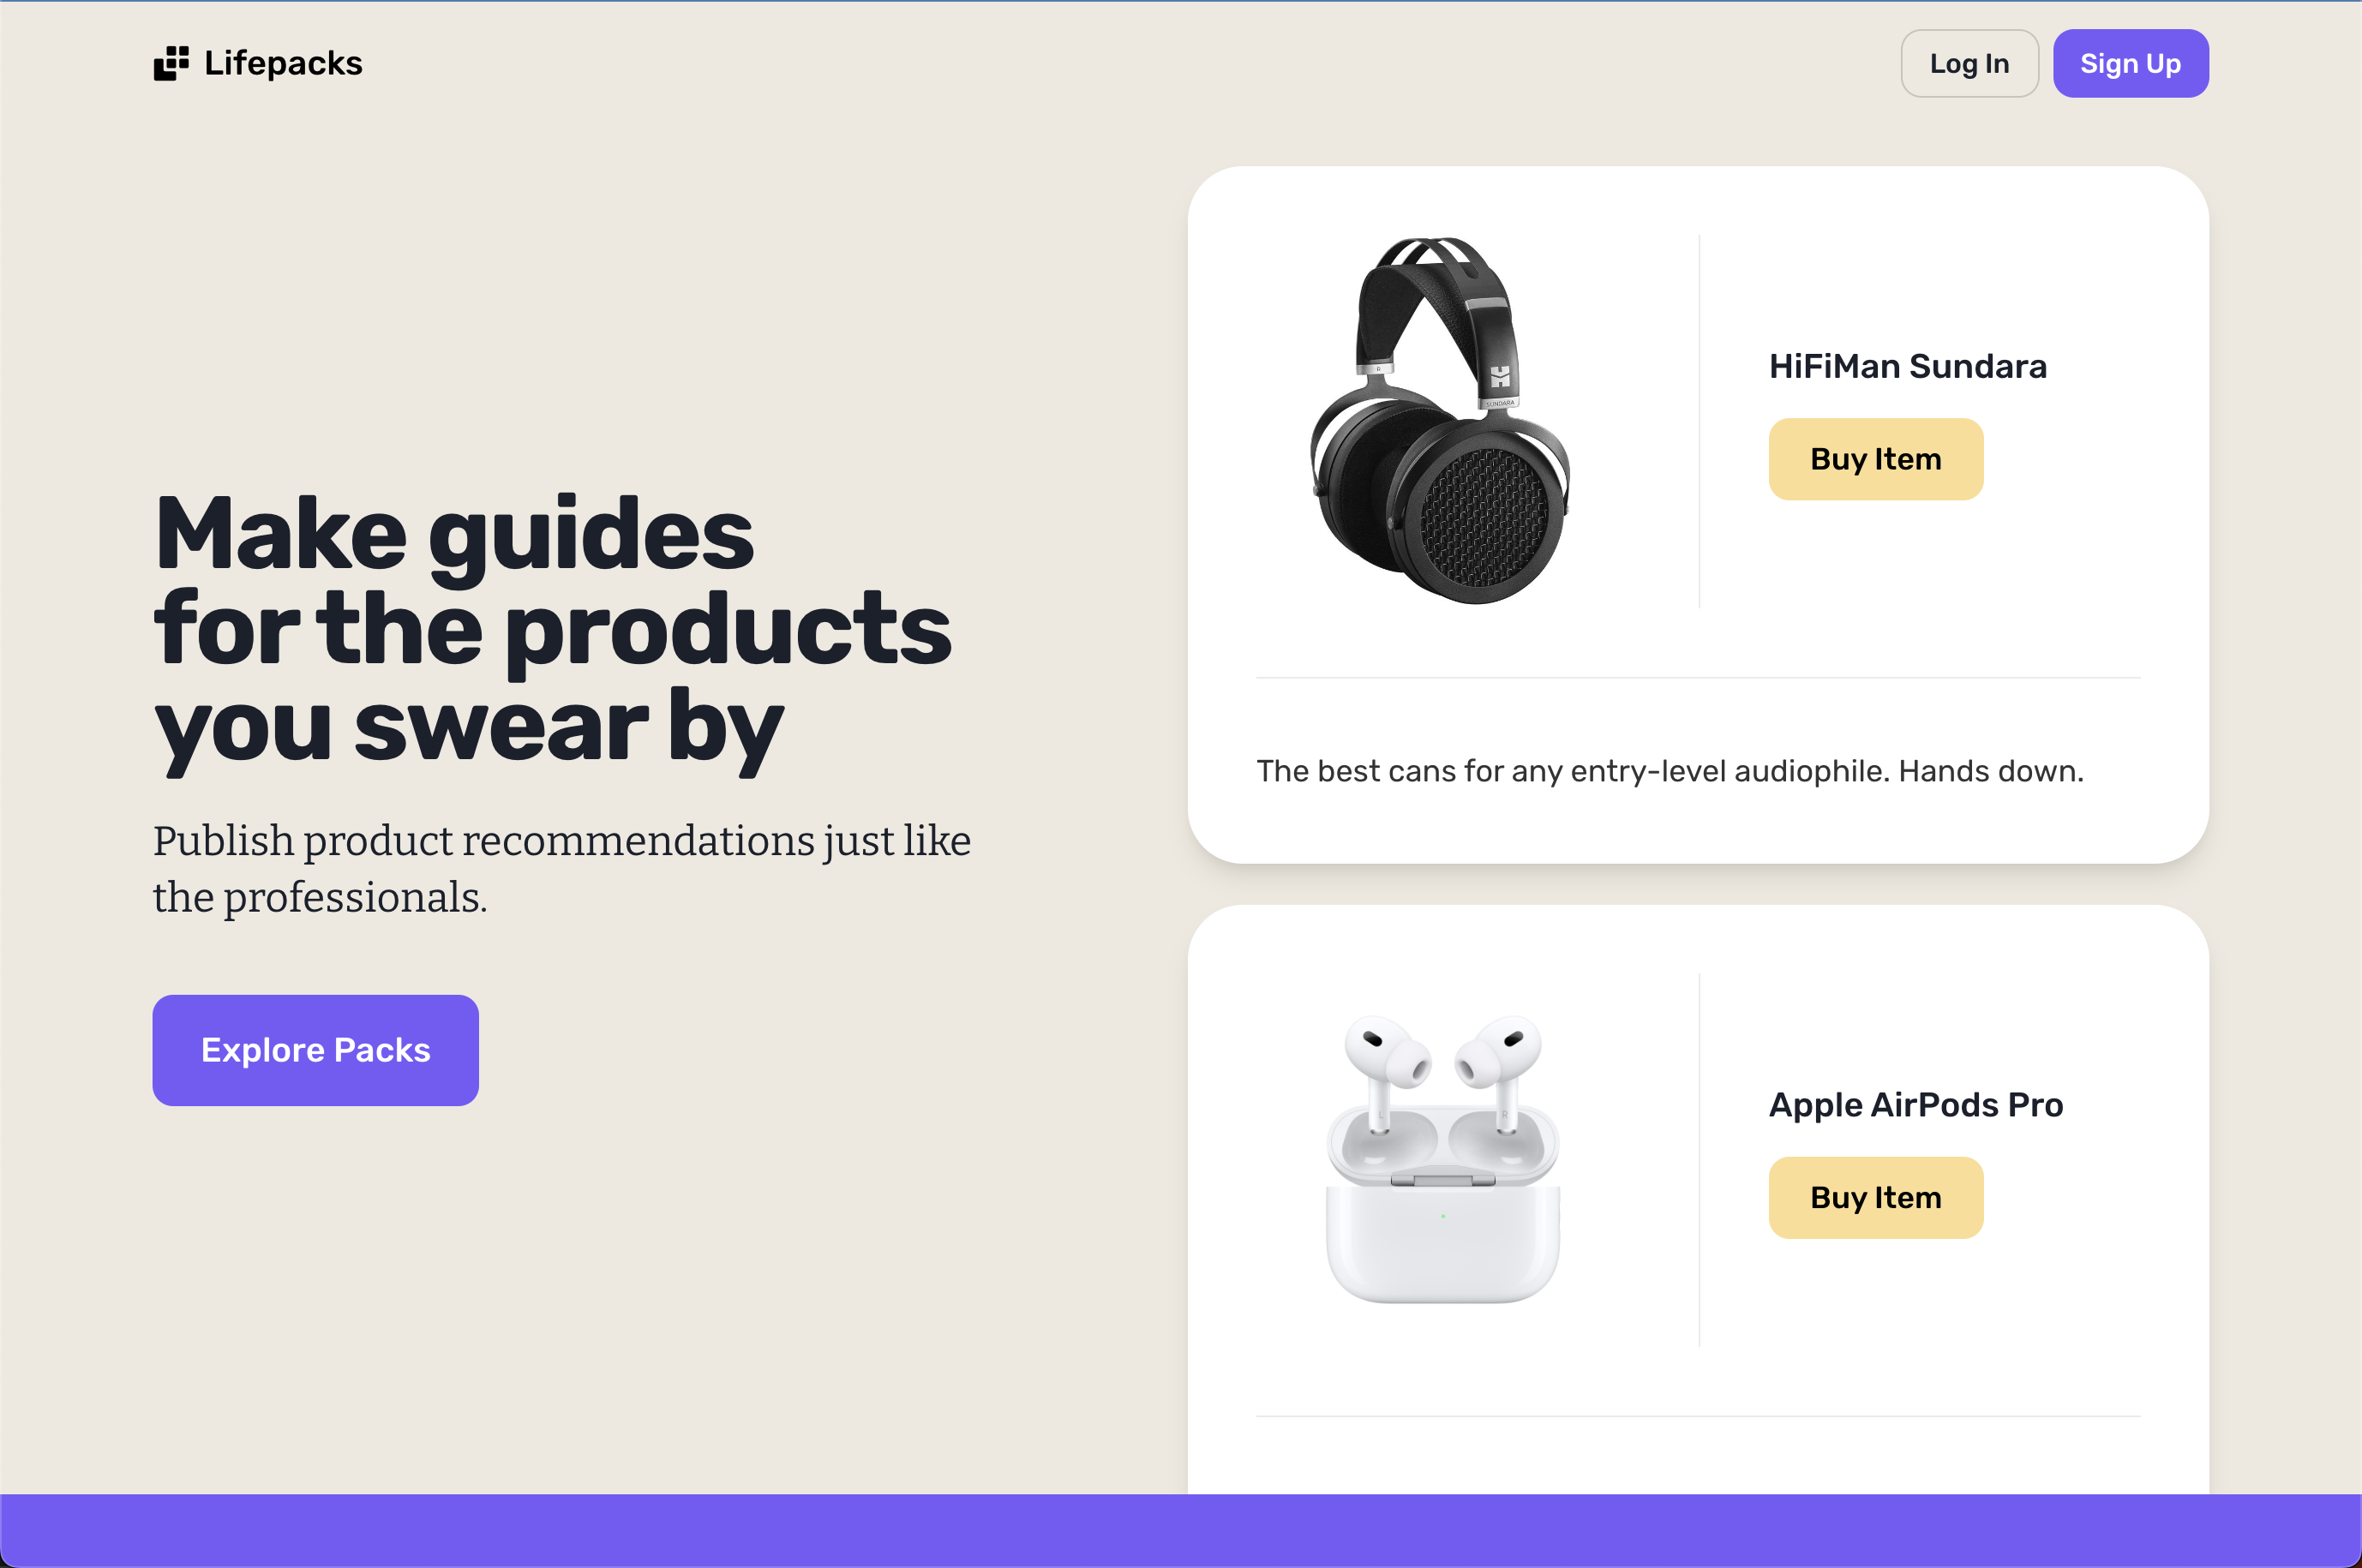 Lifepacks
Log In
Sign Up
Make guides
for the products
you swear by
Publish product recommendations just like
the professionals.
Explore Packs
R
SUNDARA
HiFiMan Sundara
Buy Item
The best cans for any entry-level audiophile. Hands down.
L
R
Apple AirPods Pro
Buy Item